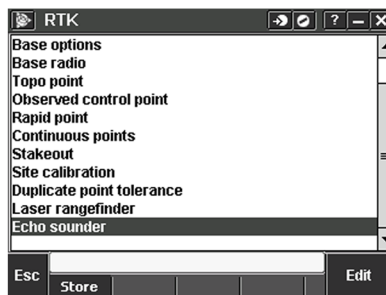 RTK
?
Base options
Base radio
Topo point
Observed control point
Rapid point
Continuous points
Stakeout
Site calibration
Duplicate point tolerance
Laser rangefinder
Echo sounder
Esc
Edit
Store